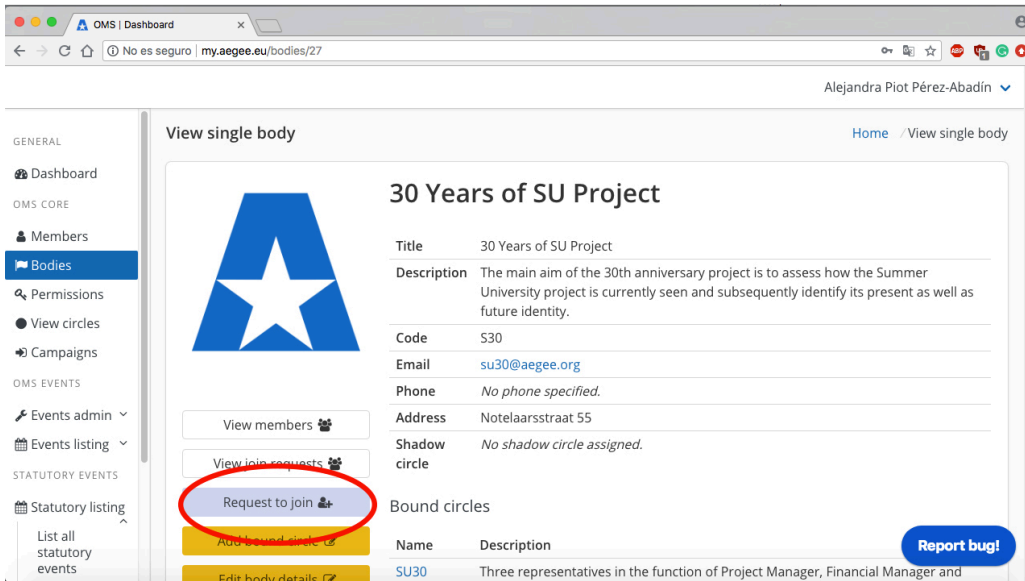 OMS | Dashboard
No es seguro | my.aegee.eu/bodies/27
ABP
1
Alejandra Piot Pérez-Abadín
View single body
Home / View single body
GENERAL
Dashboard
OMS CORE
Members
Bodies
Permissions
View circles
Campaigns
OMS EVENTS
Events admin
Events listing
STATUTORY EVENTS
Statutory listing
List all
statutory
events
View members
View join requests
Request to join
Add bound circle
Edit body details
30 Years of SU Project
Title 30 Years of SU Project
Description The main aim of the 30th anniversary project is to assess how the Summer
University project is currently seen and subsequently identify its present as well as
future identity.
Code S30
Email su30@aegee.org
Phone No phone specified.
Address Notelaarsstraat 55
Shadow No shadow circle assigned.
circle
Bound circles
Name Description
SU30 Three representatives in the function of Project Manager, Financial Manager and
Report bug!